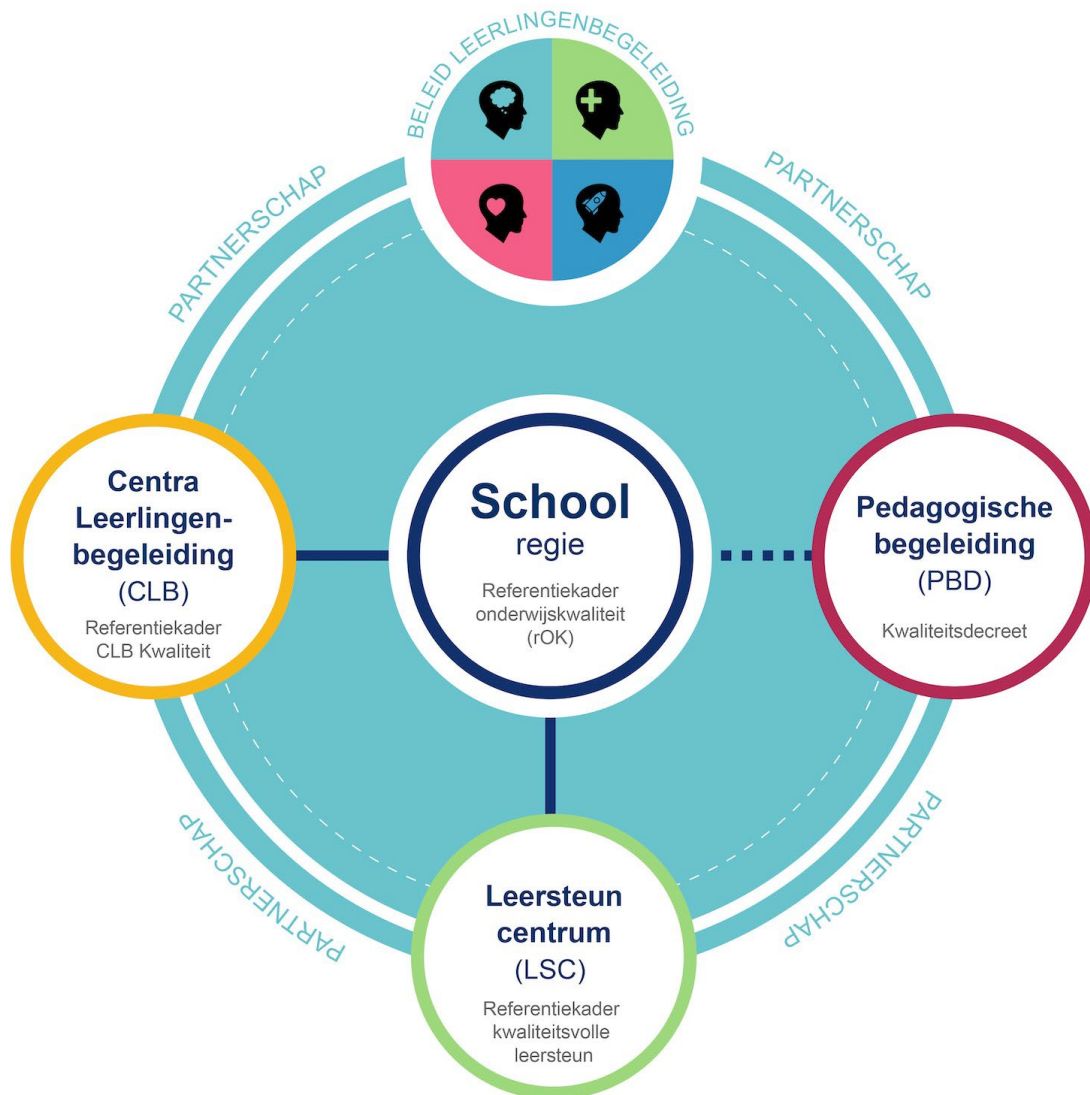 BELEID LEERLINGENBEGELEIDING
PARTNERSCHAP
PARTNERSCHAP
Centra
Leerlingen-
begeleiding
(CLB)
Referentiekader
CLB Kwaliteit
School
regie
Referentiekader
onderwijskwaliteit
(rOK)
Pedagogische
begeleiding
(PBD)
Kwaliteitsdecreet
PARTNERSCHAP
PARTNERSCHAP
Leersteun
centrum
(LSC)
Referentiekader
kwaliteitsvolle
leersteun